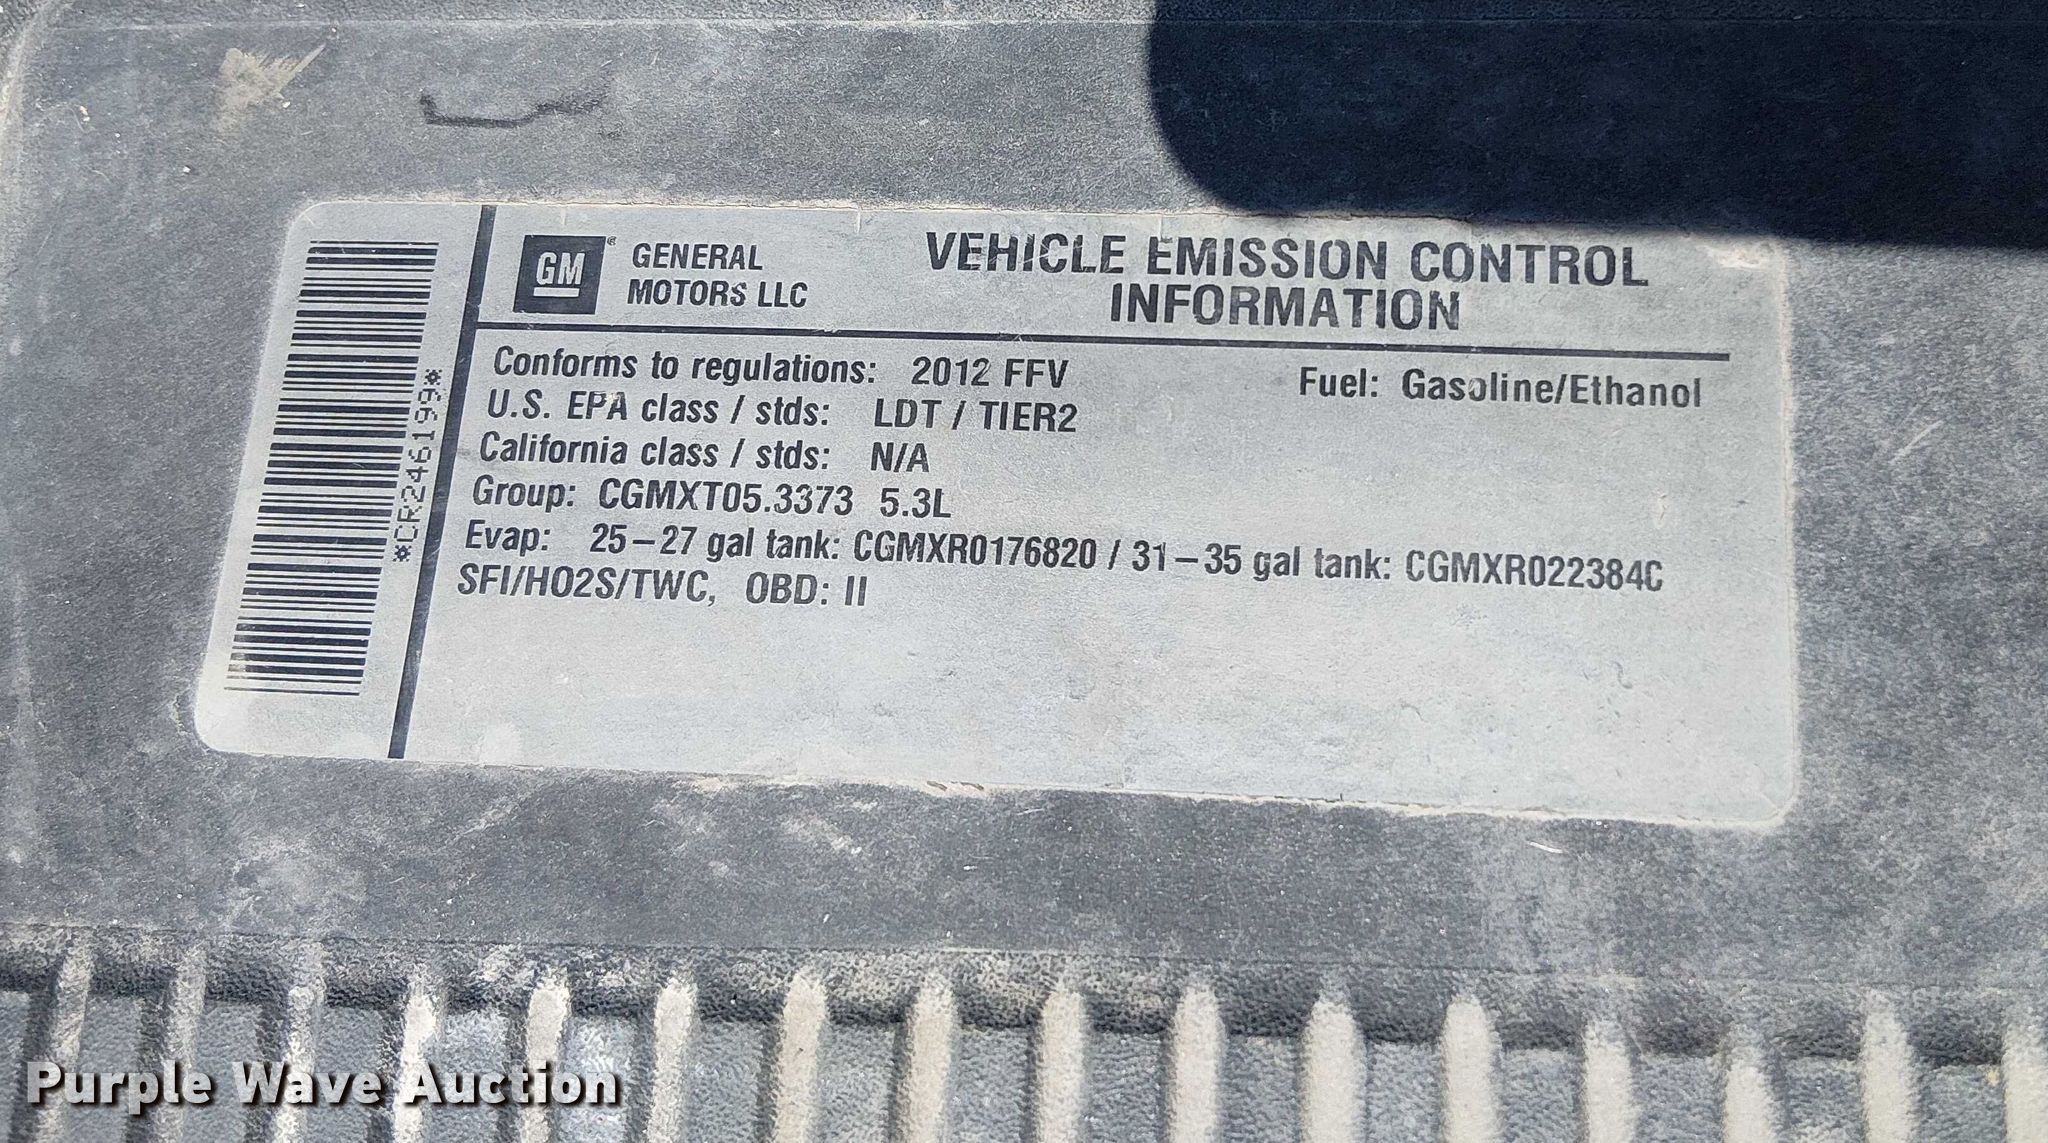 *CR246199*
GM
GENERAL
MOTORS LLC
VEHICLE EMISSION CONTROL
INFORMATION
Conforms to regulations: 2012 FFV
Fuel: Gasoline/Ethanol
U.S. EPA class / stds: LDT / TIER2
California class / stds: N/A
Group: CGMXT05.3373 5.3L
Evap: 25-27 gal tank: CGMXR0176820 / 31-35 gal tank: CGMXR022384C
SFI/HO2S/TWC, OBD: II
Purple Wave Auction